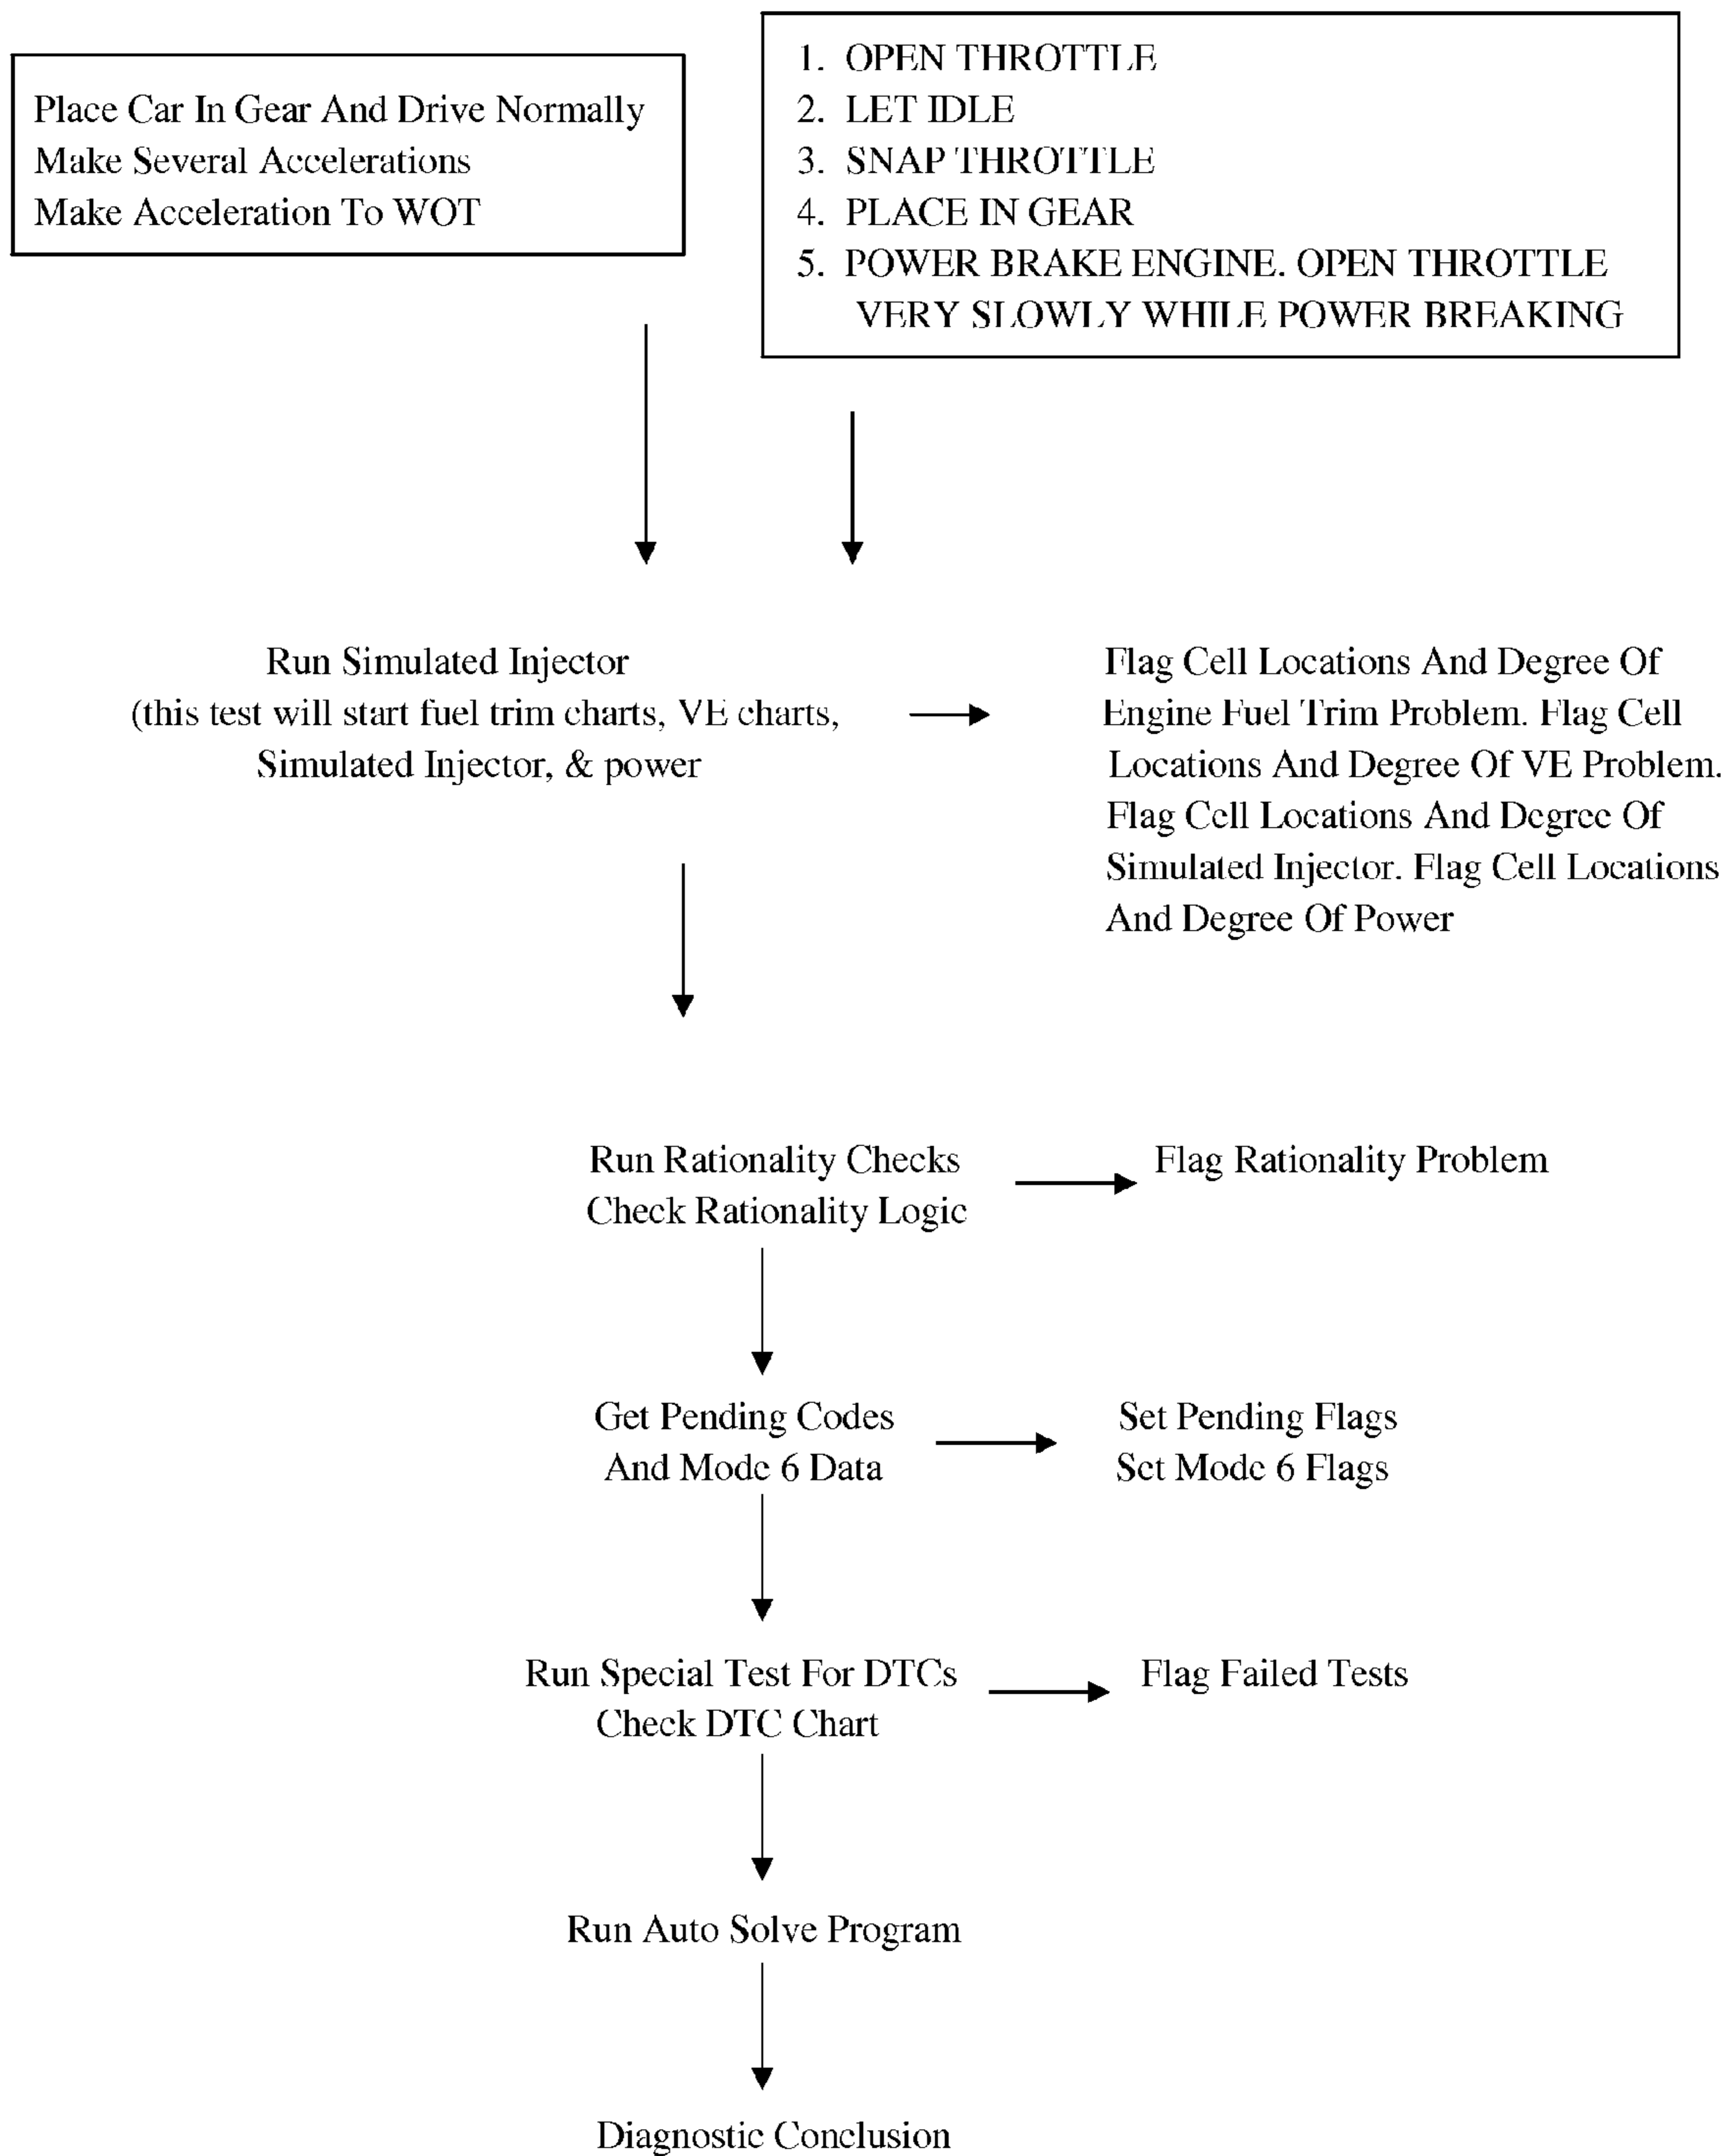 Place Car In Gear And Drive Normally
Make Several Accelerations
Make Acceleration To WOT
1. OPEN THROTTLE
2. LET IDLE
3. SNAP THROTTLE
4. PLACE IN GEAR
5. POWER BRAKE ENGINE. OPEN THROTTLE
VERY SLOWLY WHILE POWER BREAKING
Run Simulated Injector
(this test will start fuel trim charts, VE charts,
Simulated Injector, & power
Flag Cell Locations And Degree Of
Engine Fuel Trim Problem. Flag Cell
Locations And Degree Of VE Problem.
Flag Cell Locations And Degree Of
Simulated Injector. Flag Cell Locations
And Degree Of Power
Run Rationality Checks
Check Rationality Logic
Flag Rationality Problem
Get Pending Codes
And Mode 6 Data
Set Pending Flags
Set Mode 6 Flags
Run Special Test For DTCs
Check DTC Chart
Flag Failed Tests
Run Auto Solve Program
Diagnostic Conclusion